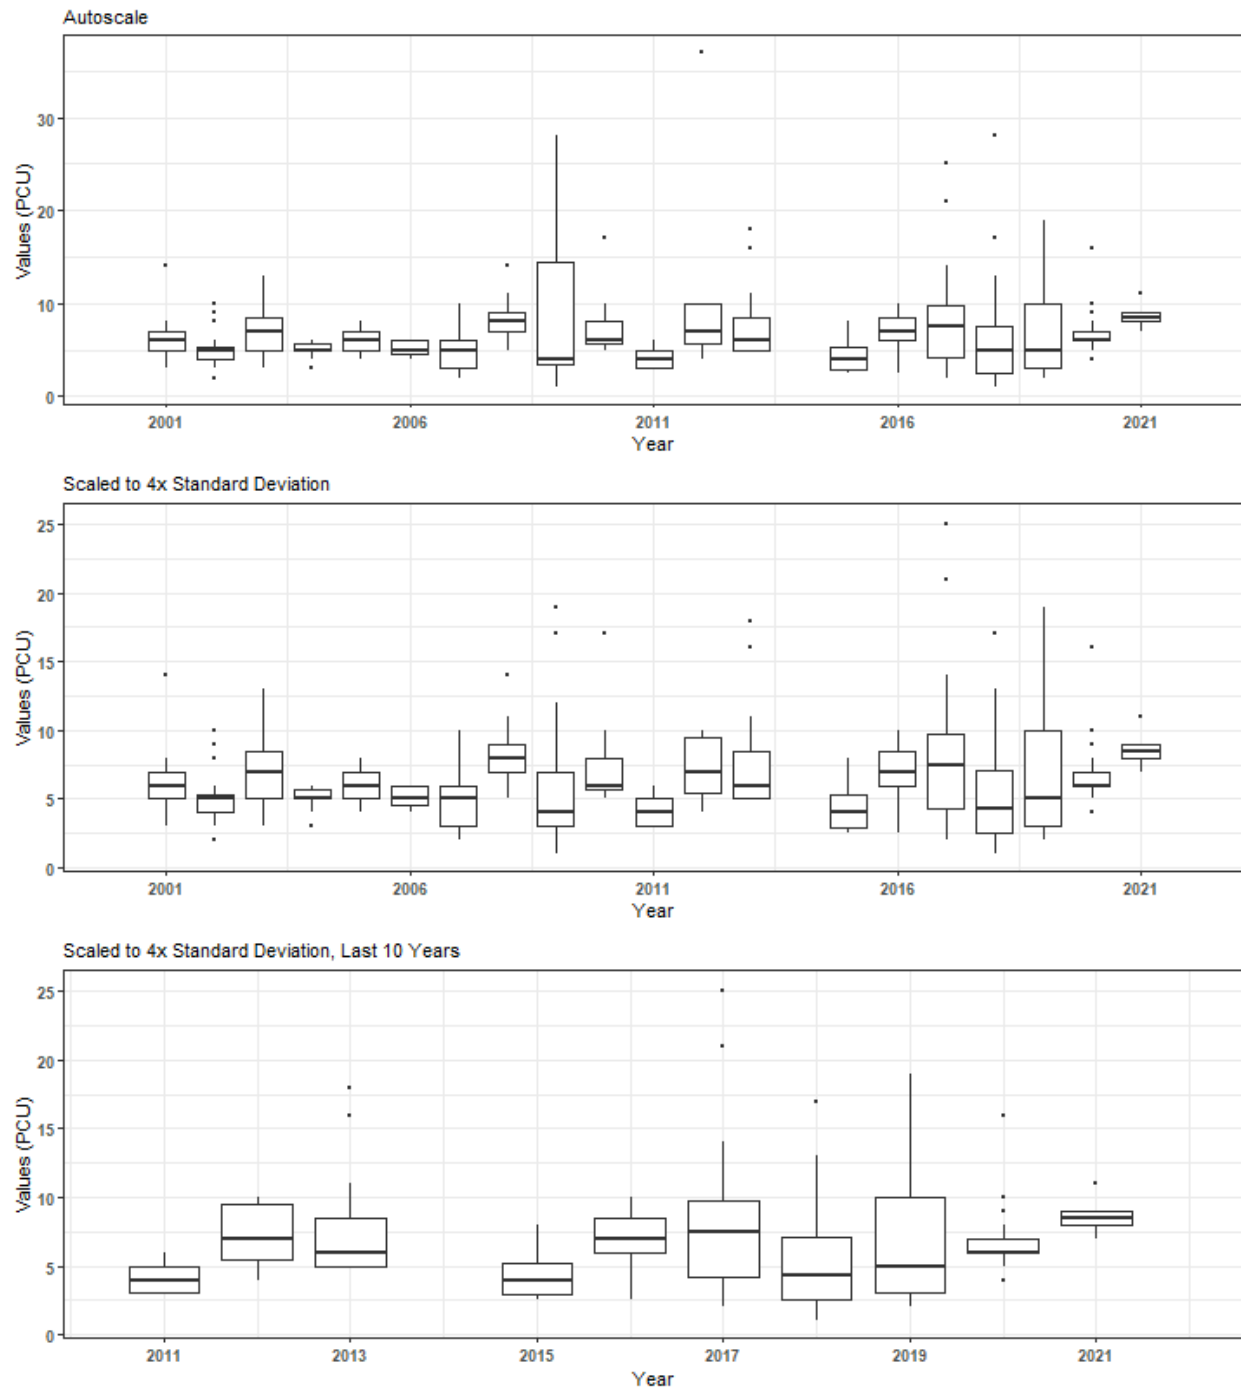 Autoscale
Values (PCU)
30
20
10
0
2001 2006 2011 2016 2021
Year
Scaled to 4x Standard Deviation
Values (PCU)
25
20
15
10
5
0
2001 2006 2011 2016 2021
Year
Scaled to 4x Standard Deviation, Last 10 Years
Values (PCU)
25
20
15
10
5
0
2011 2013 2015 2017 2019 2021
Year